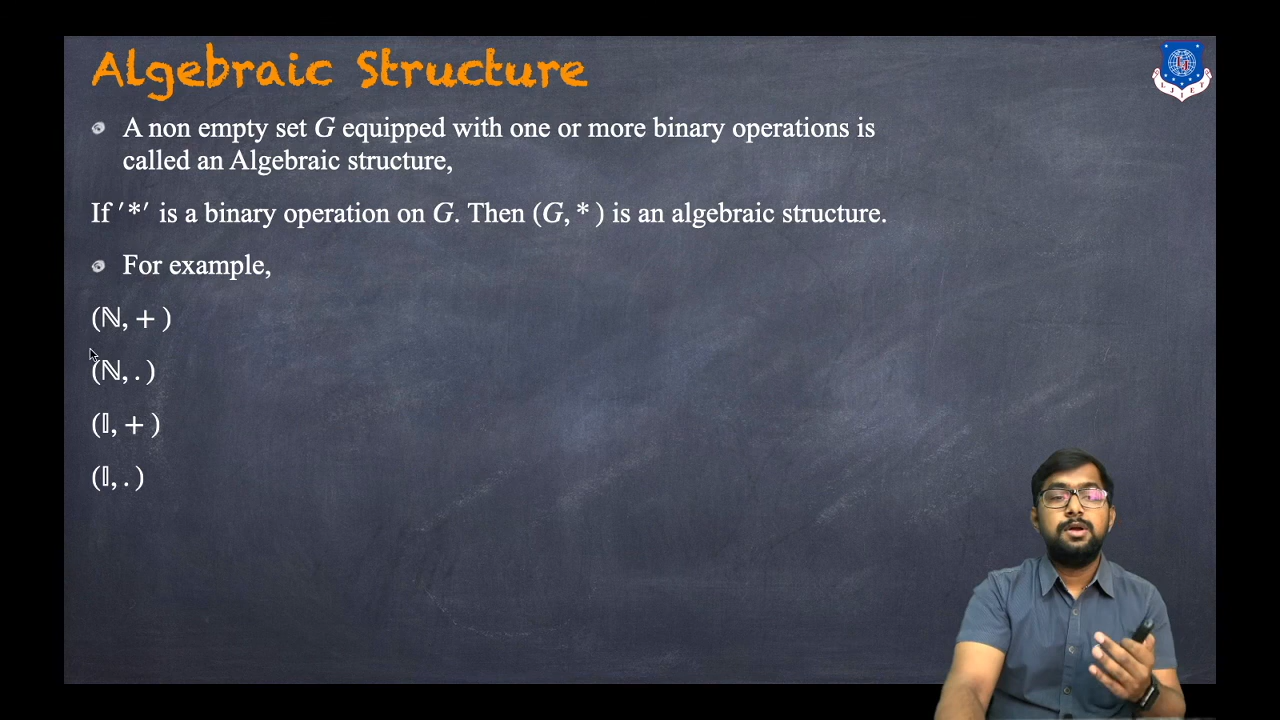 Algebraic Structure
A non empty set G equipped with one or more binary operations is
called an Algebraic structure,
If ′*′ is a binary operation on G. Then (G, * ) is an algebraic structure.
For example,
(ℕ, + )
(ℕ, . )
(𝕀, + )
(𝕀, . )
L J I E T